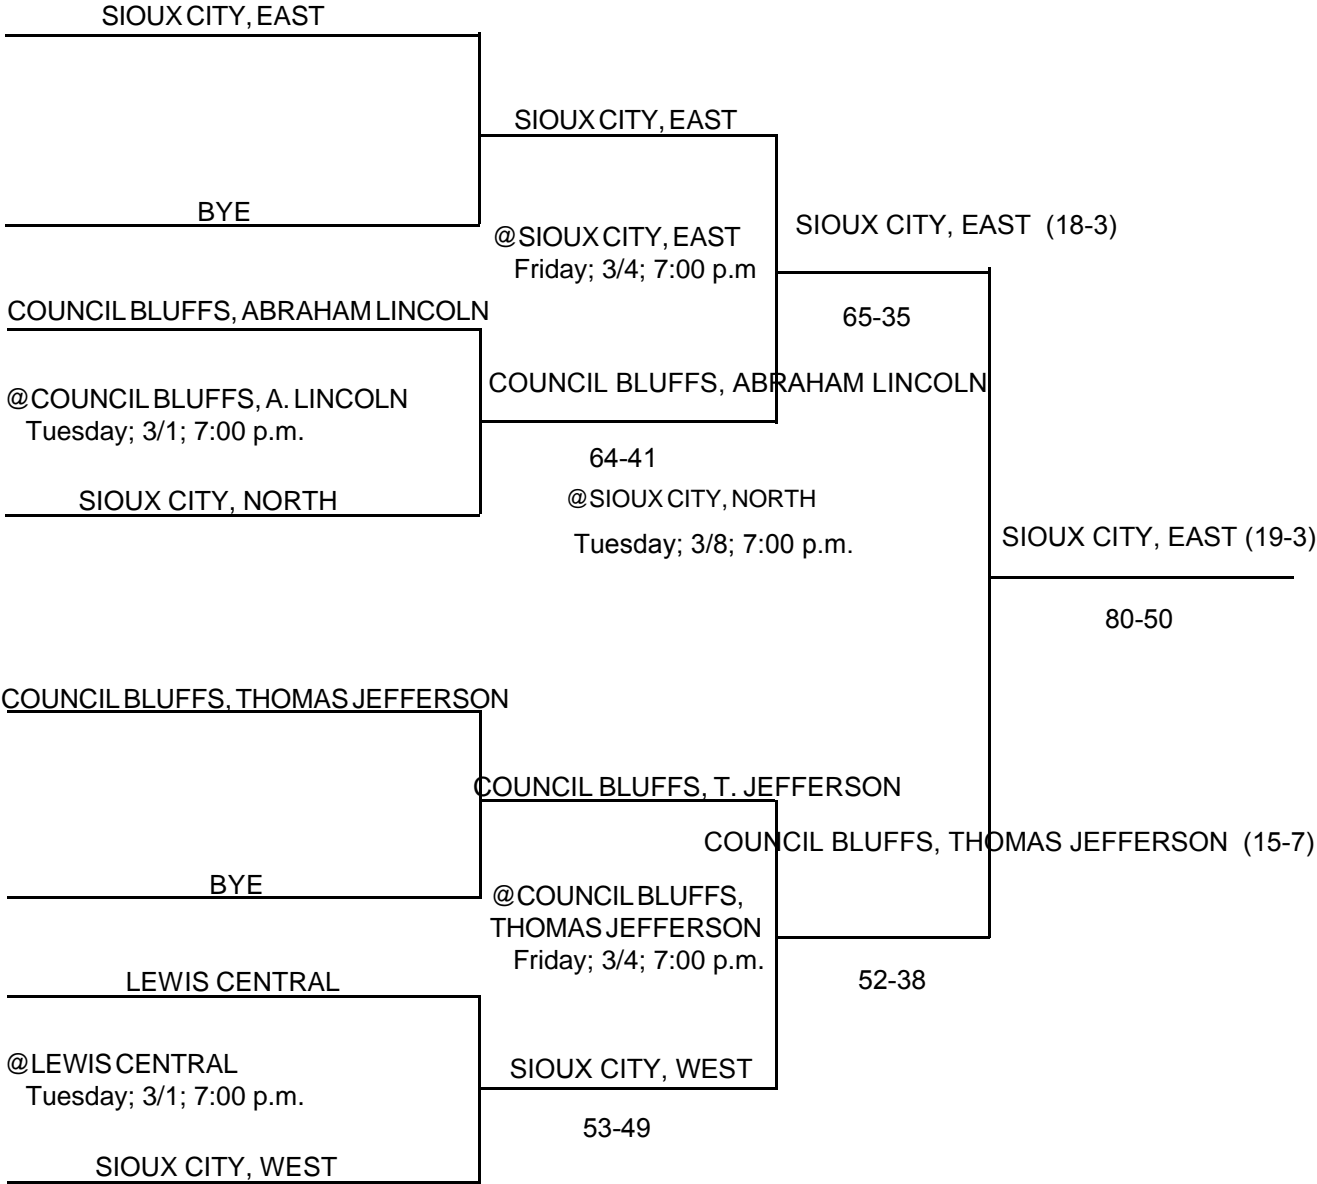 SIOUX CITY, EAST
SIOUX CITY, EAST
BYE
@SIOUX CITY, EAST
Friday; 3/4; 7:00 p.m
SIOUX CITY, EAST (18-3)
65-35
COUNCIL BLUFFS, ABRAHAM LINCOLN
@COUNCIL BLUFFS, A. LINCOLN
Tuesday; 3/1; 7:00 p.m.
COUNCIL BLUFFS, ABRAHAM LINCOLN
64-41
SIOUX CITY, NORTH
@SIOUX CITY, NORTH
Tuesday; 3/8; 7:00 p.m.
SIOUX CITY, EAST (19-3)
80-50
COUNCIL BLUFFS, THOMAS JEFFERSON
COUNCIL BLUFFS, T. JEFFERSON
COUNCIL BLUFFS, THOMAS JEFFERSON (15-7)
BYE
@COUNCIL BLUFFS,
THOMAS JEFFERSON
Friday; 3/4; 7:00 p.m.
52-38
LEWIS CENTRAL
@LEWIS CENTRAL
Tuesday; 3/1; 7:00 p.m.
SIOUX CITY, WEST
53-49
SIOUX CITY, WEST